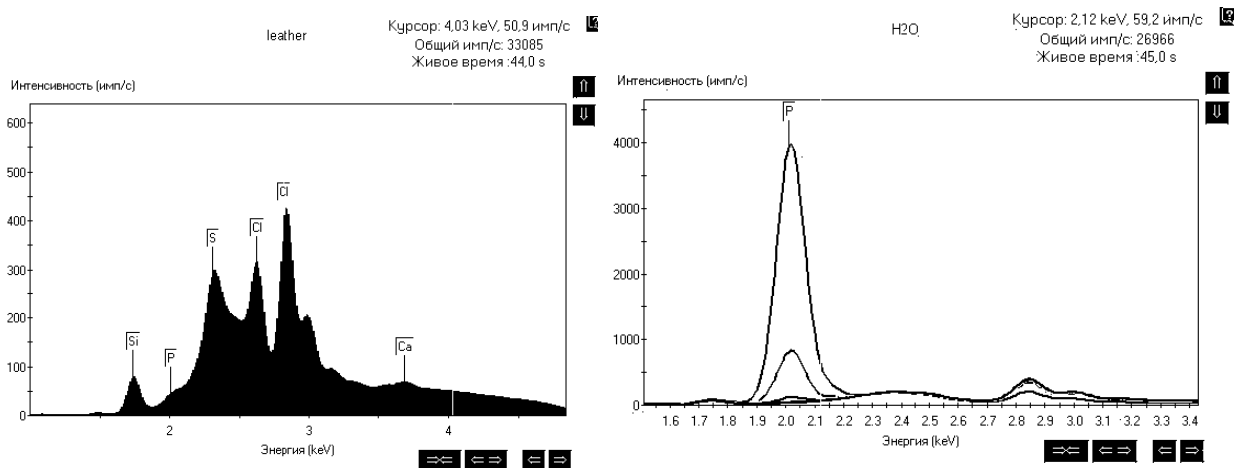 leather
Курсор: 4,03 keV, 50,9 имп/с
Общий имп/с: 33085
Живое время :44,0 s
Интенсивность (имп/с)
600
500
400
300
200
100
0
Si
P
S
Cl
Cl
Ca
2
3
4
Энергия (keV)
H2O
Курсор: 2,12 keV, 59,2 имп/с
Общий имп/с: 26966
Живое время :45,0 s
Интенсивность (имп/с)
4000
3000
2000
1000
0
P
1.6 1.7 1.8 1.9 2.0 2.1 2.2 2.3 2.4 2.5 2.6 2.7 2.8 2.9 3.0 3.1 3.2 3.3 3.4
Энергия (keV)